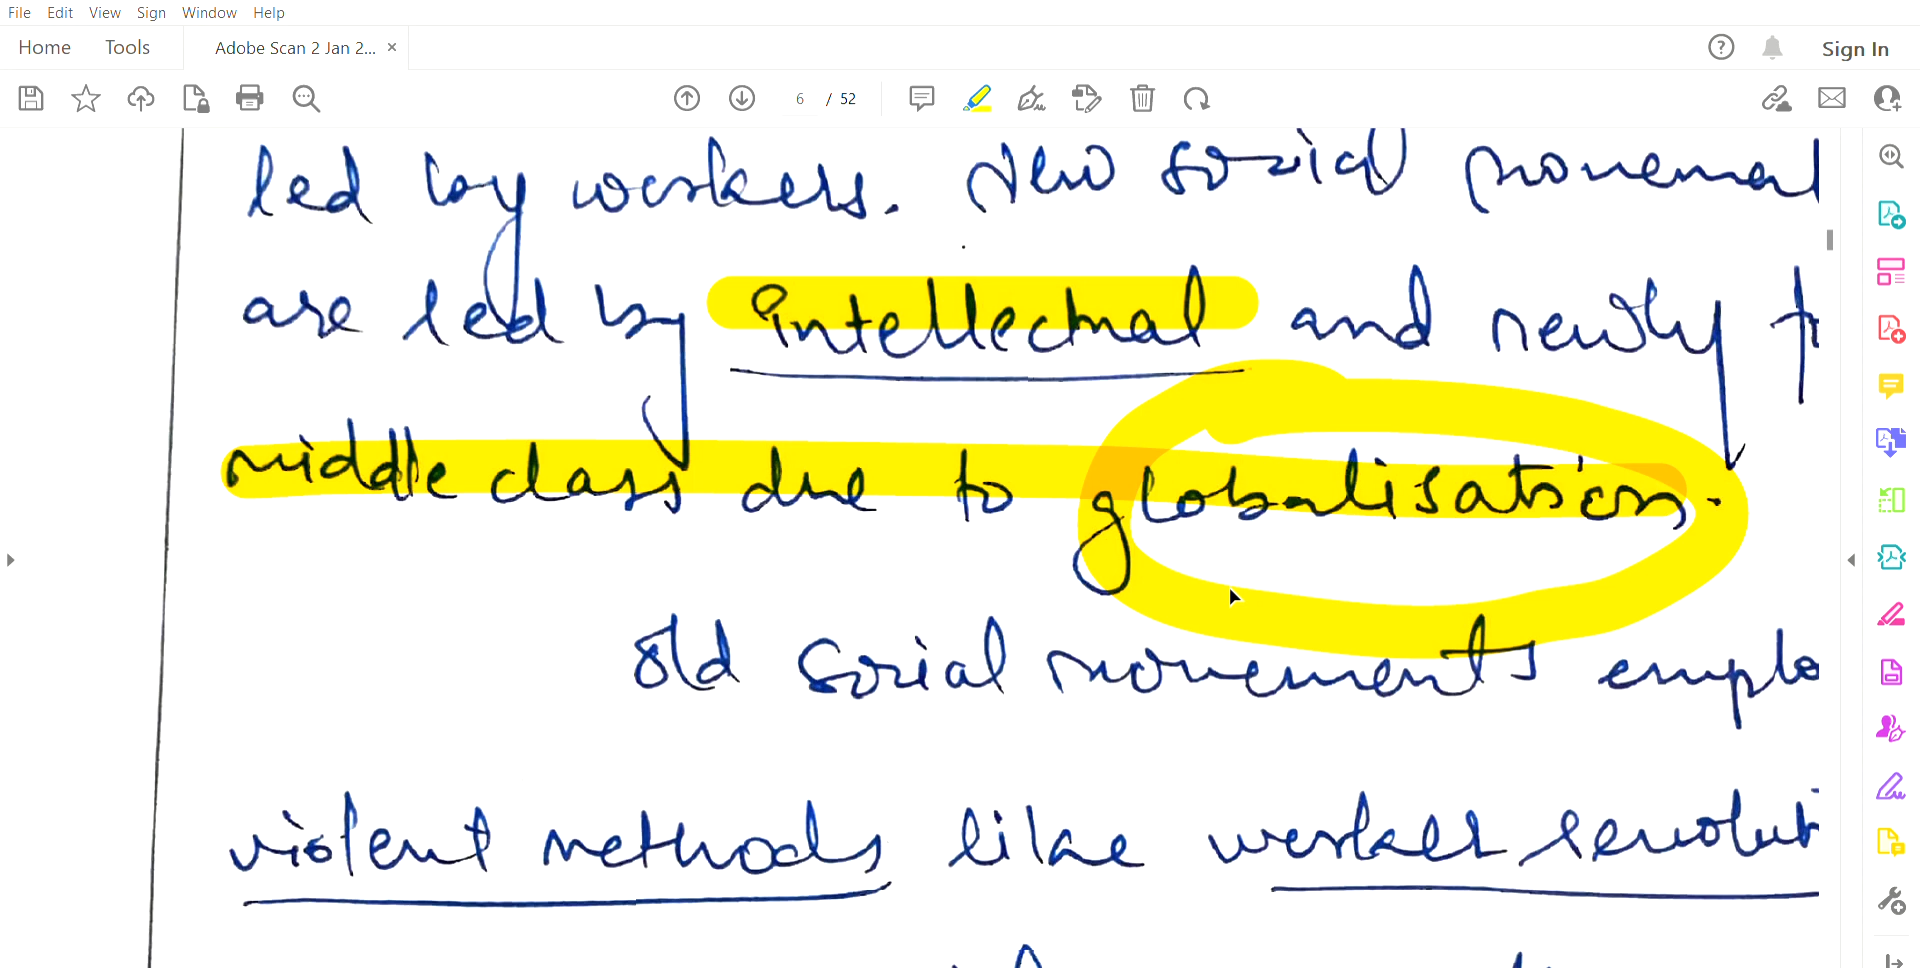 File Edit View Sign Window Help
Home Tools Adobe Scan 2 Jan 2... × Sign In
6 / 52
led by workers. New social movemen
are led by intellectual and newly
middle class due to globalisation.
old social movements emplo
violent methods like worker revolut